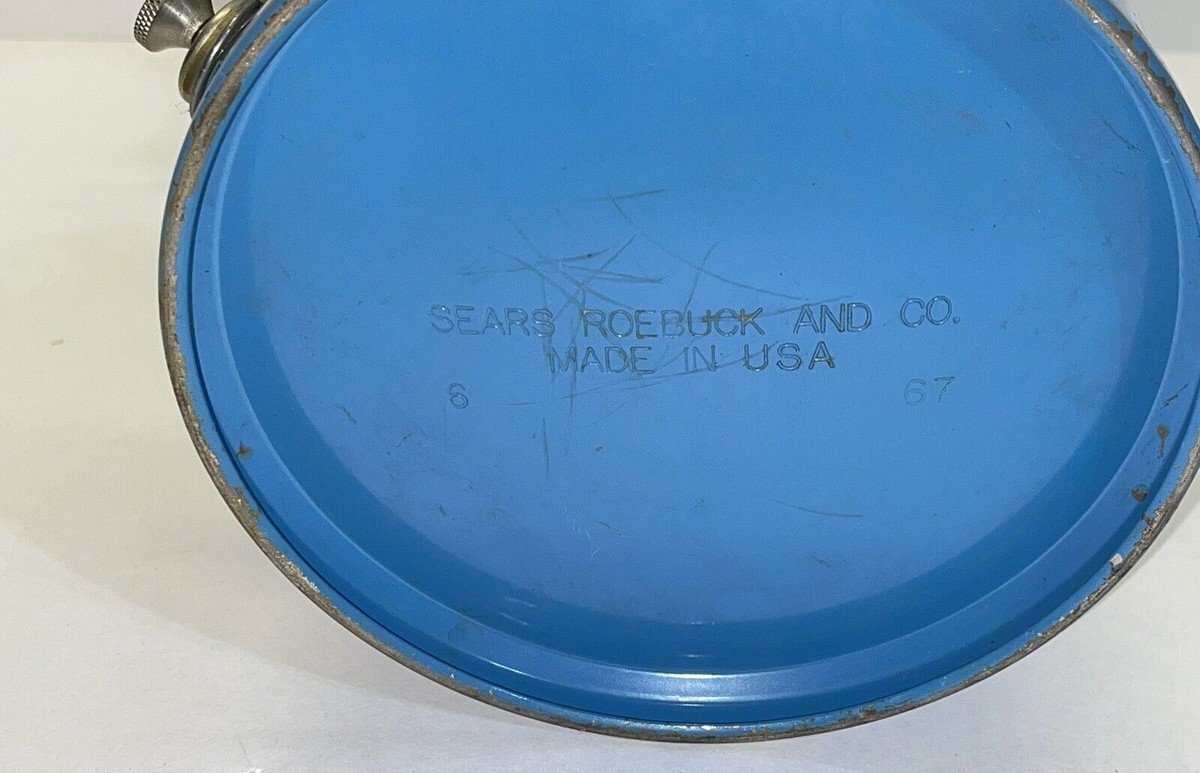 SEARS ROEBUCK AND CO.
MADE IN USA
6 67